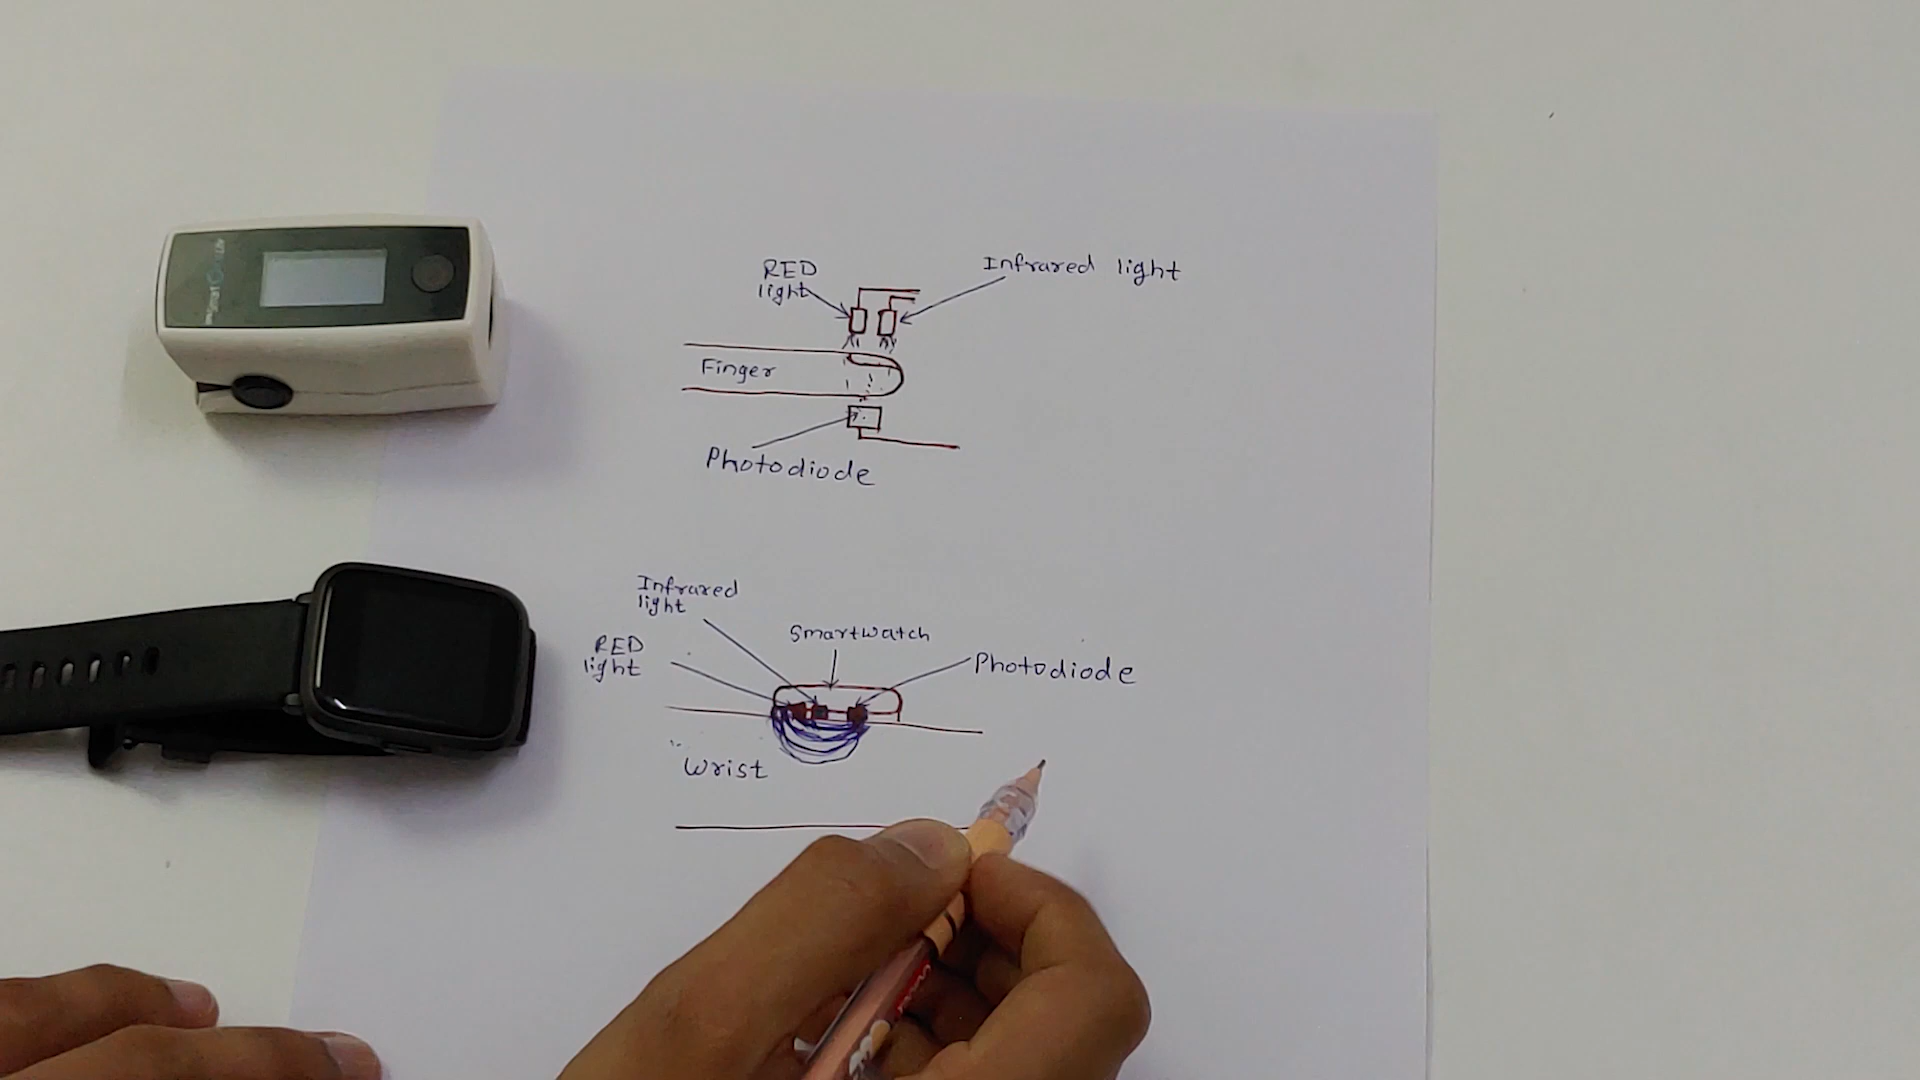 RED
light
Infrared light
Finger
Photodiode
Infrared
light
Smartwatch
RED
light
Photodiode
Wrist